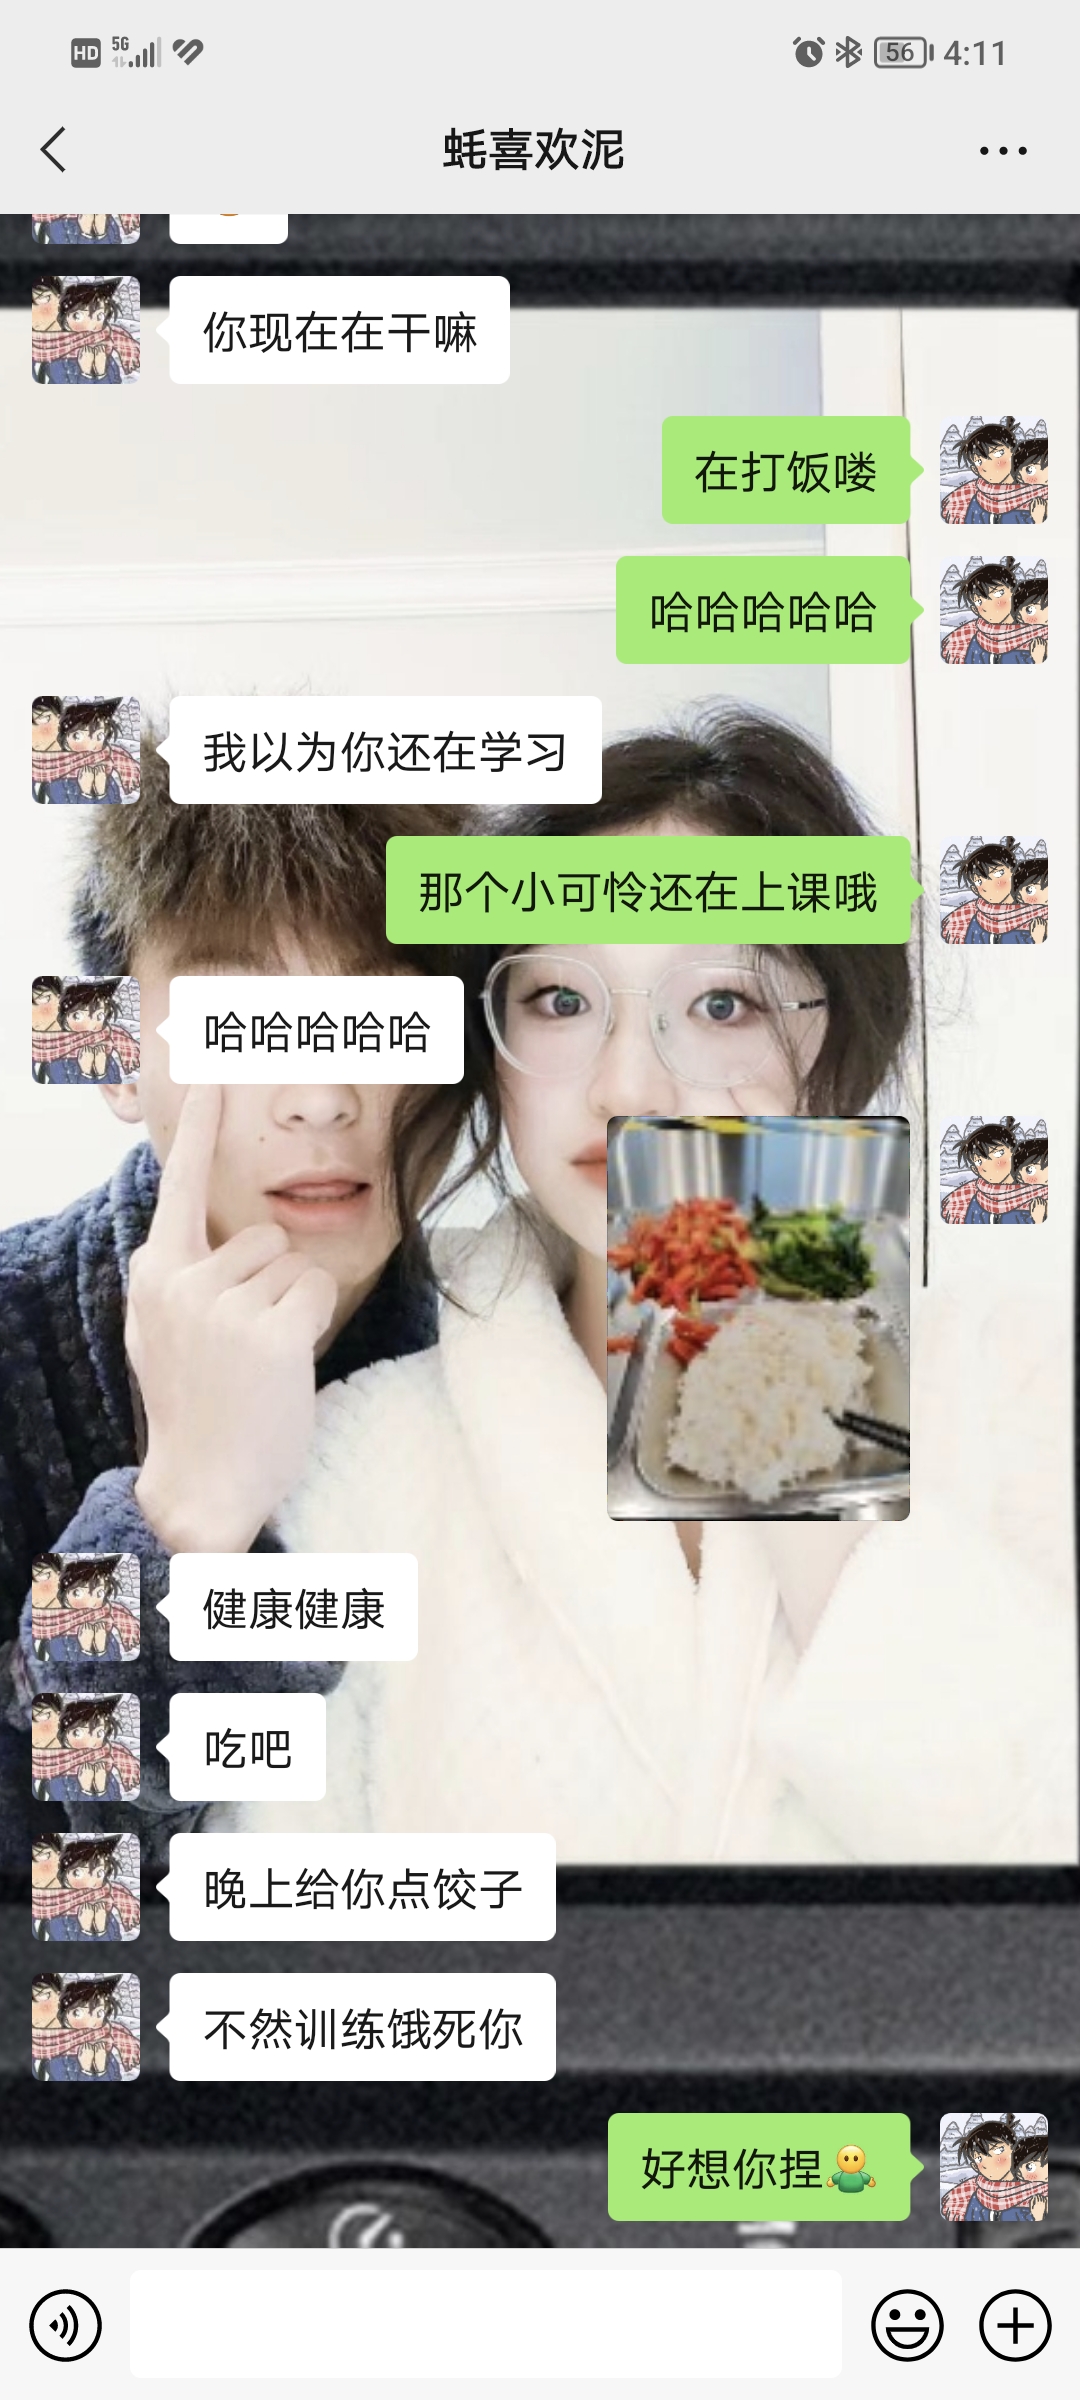 HD 5G 56 4:11
蚝喜欢泥
你现在在干嘛
在打饭喽
哈哈哈哈哈
我以为你还在学习
那个小可怜还在上课哦
哈哈哈哈哈
健康健康
吃吧
晚上给你点饺子
不然训练饿死你
好想你捏